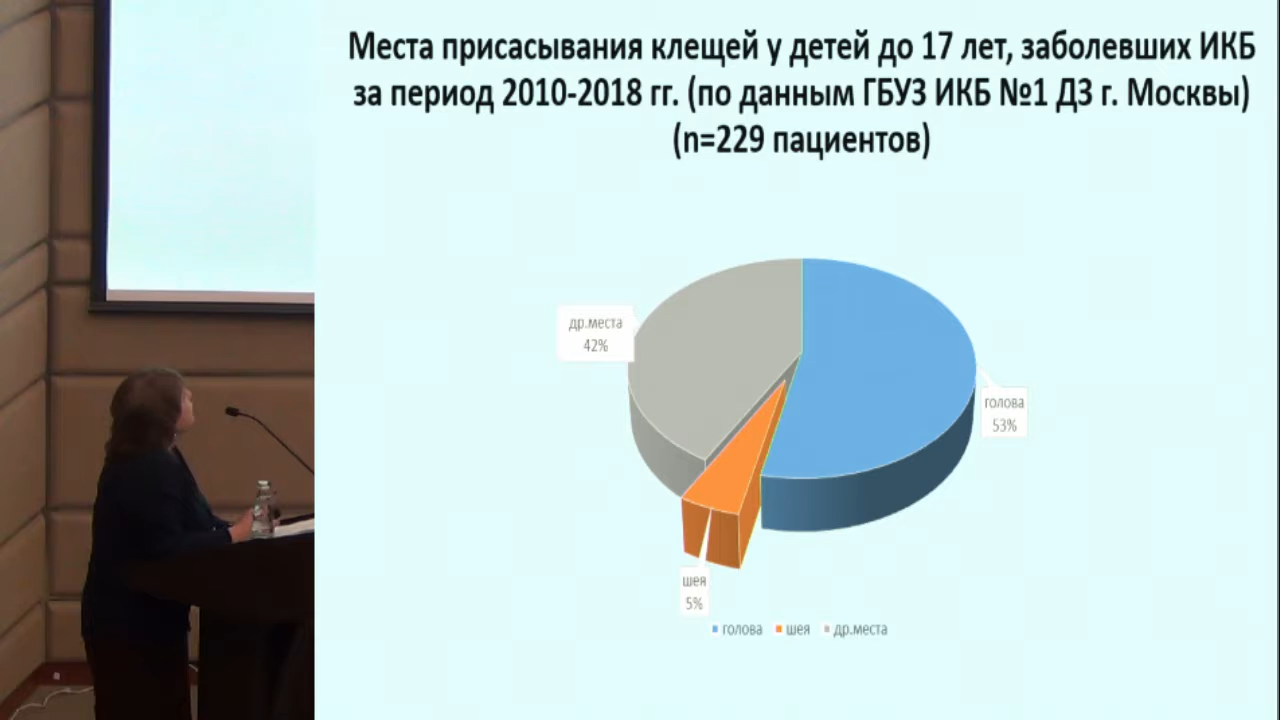 Места присасывания клещей у детей до 17 лет, заболевших ИКБ
за период 2010-2018 гг. (по данным ГБУЗ ИКБ №1 ДЗ г. Москвы)
(n=229 пациентов)
др.места
42%
голова
53%
шея
5%
голова шея др.места